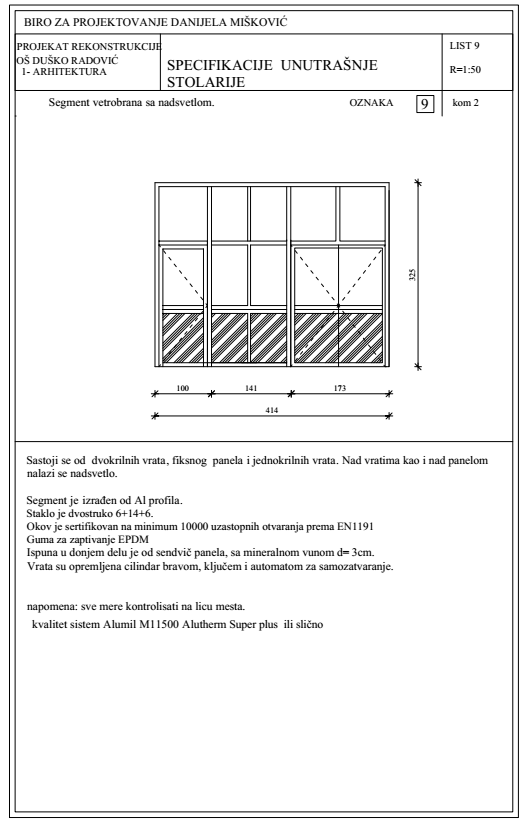 BIRO ZA PROJEKTOVANJE DANIJELA MIŠKOVIĆ
PROJEKAT REKONSTRUKCIJE
OŠ DUŠKO RADOVIĆ
1- ARHITEKTURA
SPECIFIKACIJE UNUTRAŠNJE
STOLARIJE
LIST 9
R=1:50
Segment vetrobrana sa nadsvetlom.
OZNAKA 9
kom 2
325
100 141 173
414
Sastoji se od dvokrilnih vrata, fiksnog panela i jednokrilnih vrata. Nad vratima kao i nad panelom
nalazi se nadsvetlo.
Segment je izrađen od Al profila.
Staklo je dvostruko 6+14+6.
Okov je sertifikovan na minimum 10000 uzastopnih otvaranja prema EN1191
Guma za zaptivanje EPDM
Ispuna u donjem delu je od sendvič panela, sa mineralnom vunom d= 3cm.
Vrata su opremljena cilindar bravom, ključem i automatom za samozatvaranje.
napomena: sve mere kontrolisati na licu mesta.
kvalitet sistem Alumil M11500 Alutherm Super plus ili slično